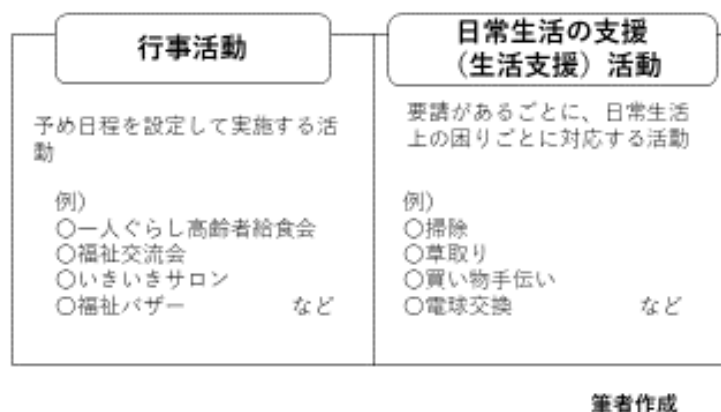 行事活動
予め日程を設定して実施する活
動
例)
○一人ぐらし高齢者給食会
○福祉交流会
○いきいきサロン
○福祉バザー　　　など
日常生活の支援
(生活支援) 活動
要請があるごとに、日常生活
上の困りごとに対応する活動
例)
○掃除
○草取り
○買い物手伝い
○電球交換　　　など
筆者作成